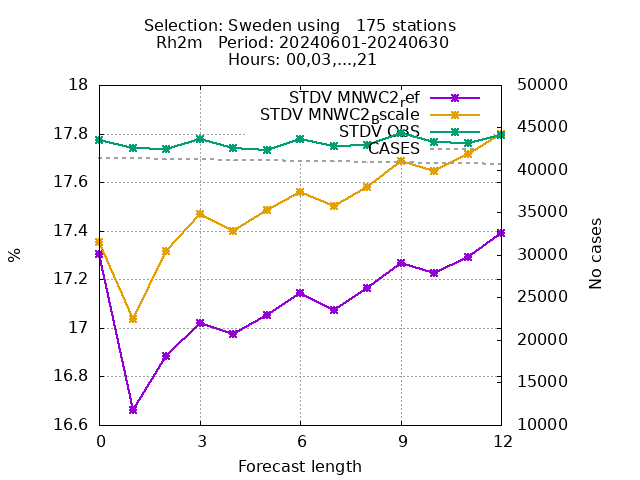 Selection: Sweden using   175 stations
Rh2m   Period: 20240601-20240630
Hours: 00,03,...,21
STDV MNWC2_ref
STDV MNWC2_Bscale
STDV OBS
CASES
18
17.8
17.6
17.4
17.2
17
16.8
16.6
%
50000
45000
40000
35000
30000
25000
20000
15000
10000
No cases
0 3 6 9 12
Forecast length